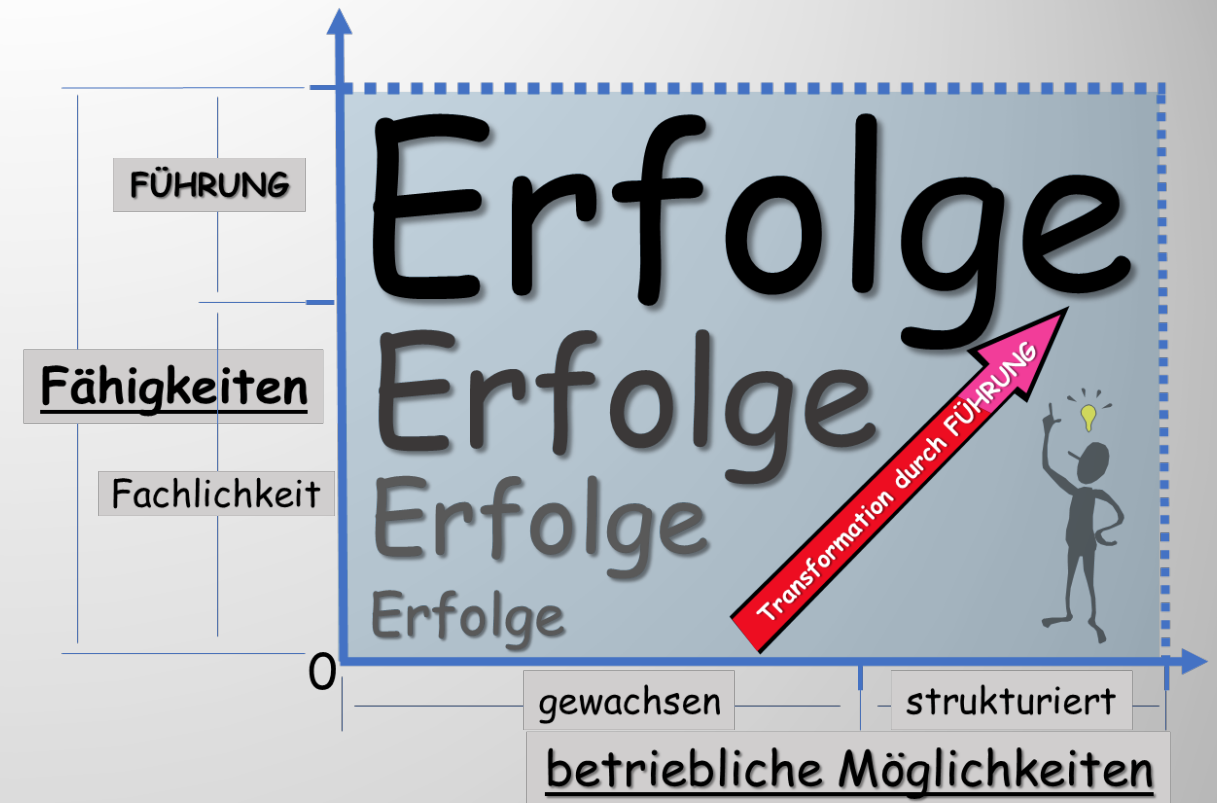 Erfolge
FÜHRUNG
Erfolge
Transformation durch FÜHRUNG
Fähigkeiten
Fachlichkeit
Erfolge
Erfolge
0
gewachsen
strukturiert
betriebliche Möglichkeiten